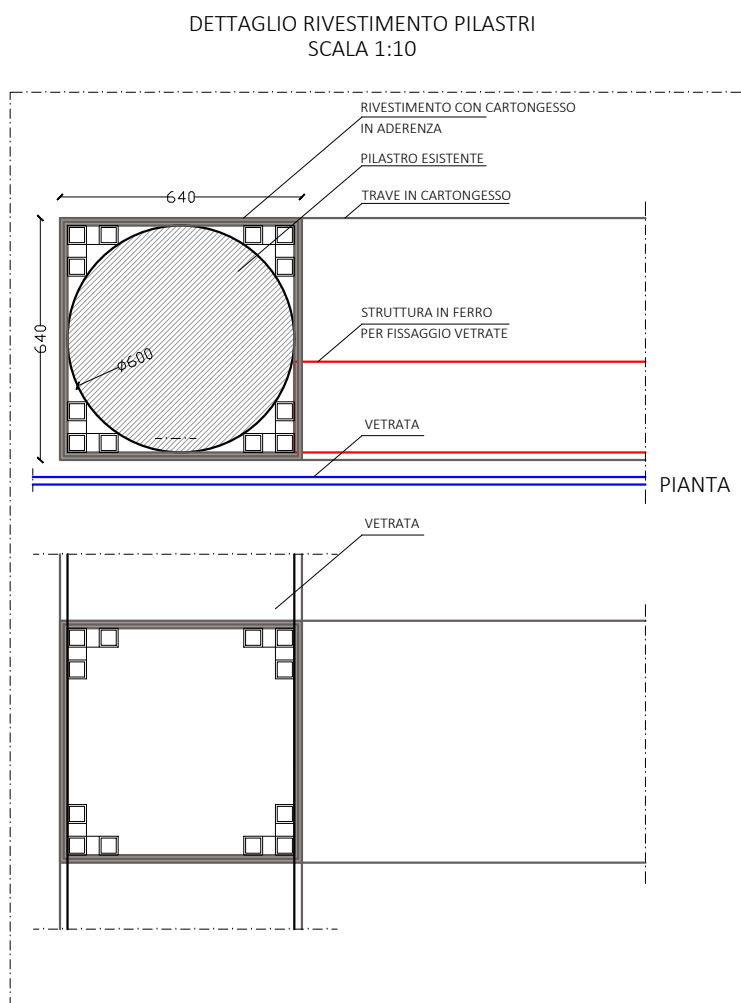 DETTAGLIO RIVESTIMENTO PILASTRI
SCALA 1:10
RIVESTIMENTO CON CARTONGESSO
IN ADERENZA
PILASTRO ESISTENTE
640
TRAVE IN CARTONGESSO
640
STRUTTURA IN FERRO
PER FISSAGGIO VETRATE
ø600
VETRATA
PIANTA
VETRATA